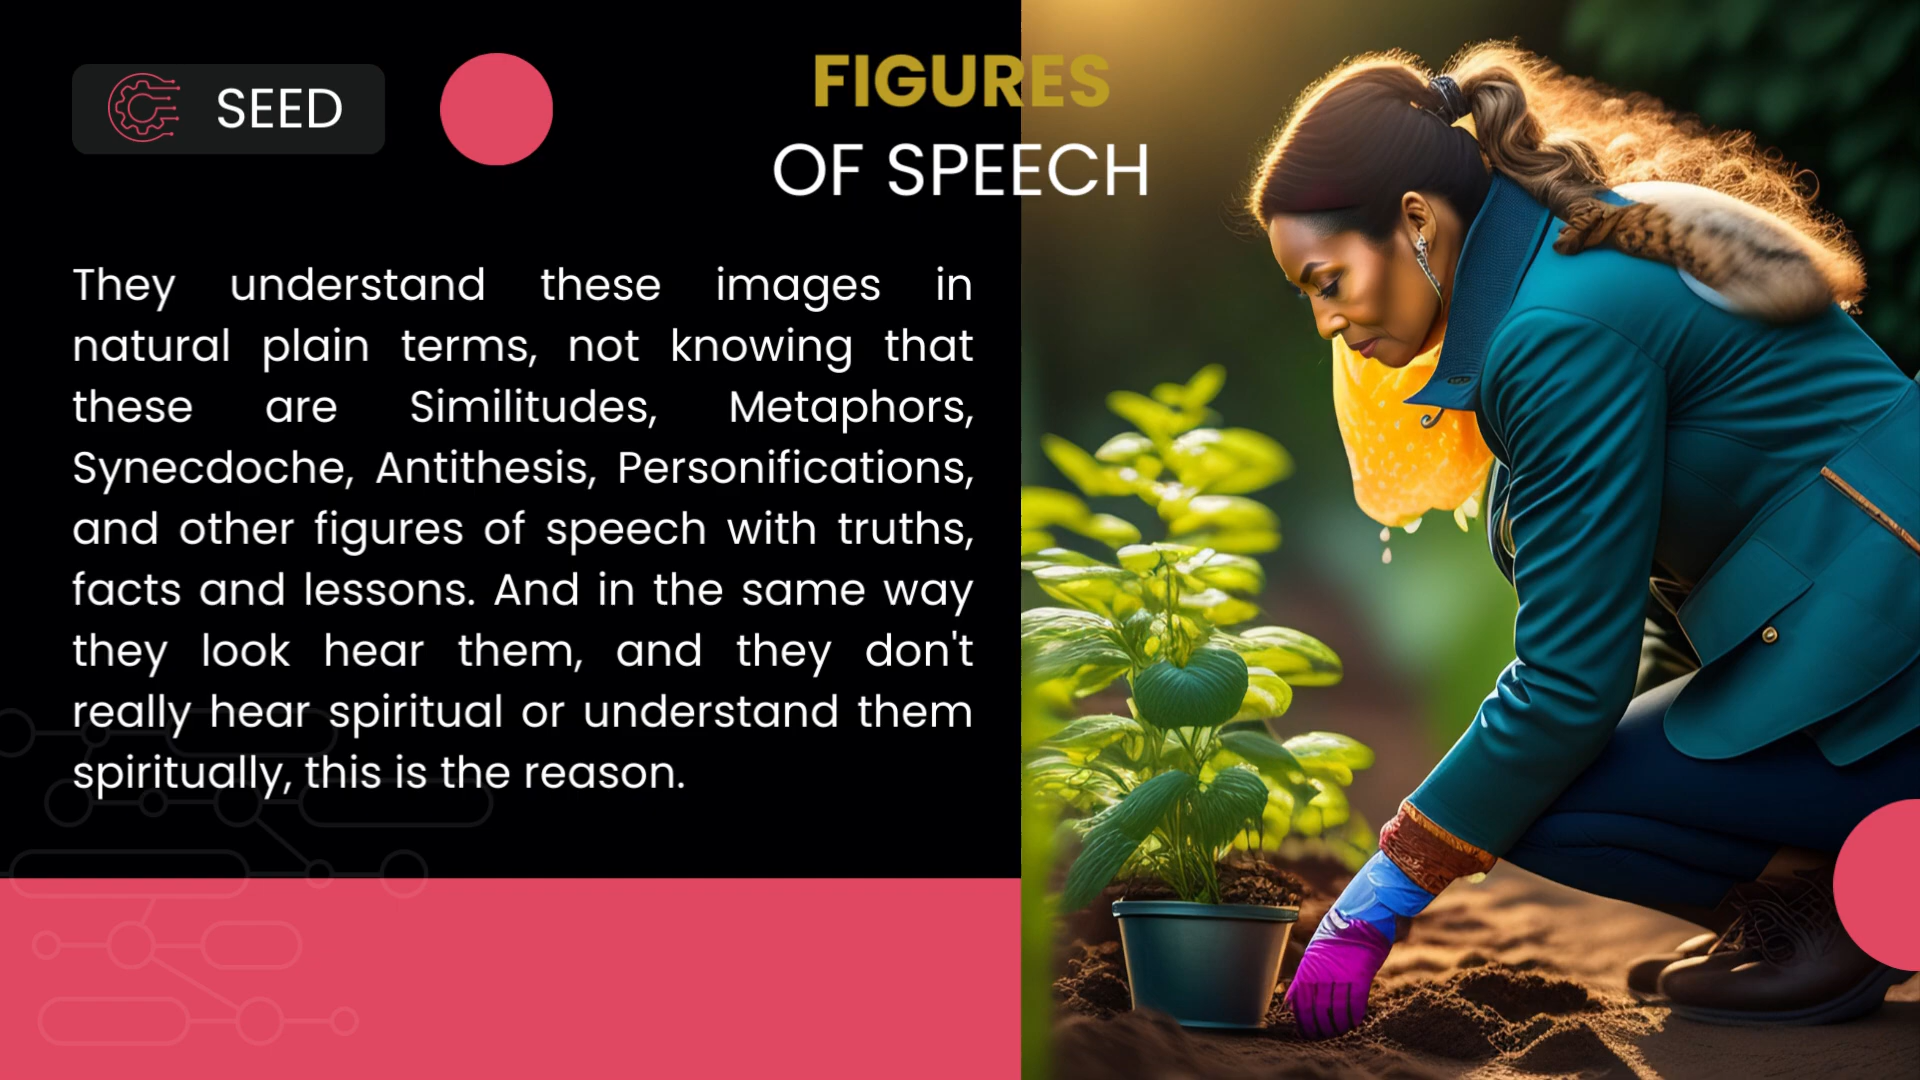 SEED
FIGURES
OF SPEECH
They understand these images in
natural plain terms, not knowing that
these are Similitudes, Metaphors,
Synecdoche, Antithesis, Personifications,
and other figures of speech with truths,
facts and lessons. And in the same way
they look hear them, and they don't
really hear spiritual or understand them
spiritually, this is the reason.